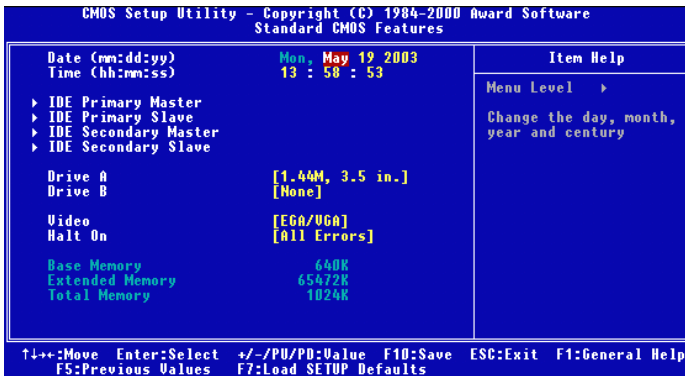 CMOS Setup Utility - Copyright (C) 1984-2000 Award Software
Standard CMOS Features
Date (mm:dd:yy) Mon, May 19 2003
Time (hh:mm:ss) 13 : 58 : 53
▸ IDE Primary Master
▸ IDE Primary Slave
▸ IDE Secondary Master
▸ IDE Secondary Slave
Drive A [1.44M, 3.5 in.]
Drive B [None]
Video [EGA/VGA]
Halt On [All Errors]
Base Memory 640K
Extended Memory 65472K
Total Memory 1024K
Item Help
Menu Level ▸
Change the day, month,
year and century
↑↓→←:Move Enter:Select +/-/PU/PD:Value F10:Save ESC:Exit F1:General Help
F5:Previous Values F7:Load SETUP Defaults